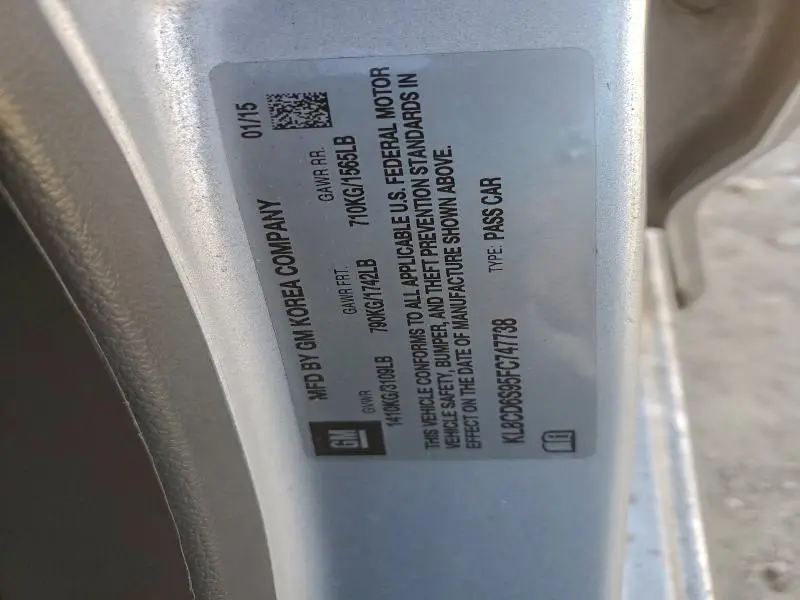 MFD BY GM KOREA COMPANY 01/15
GM
GVWR GAWR FRT. GAWR RR.
1410KG/3109LB 790KG/1742LB 710KG/1565LB
THIS VEHICLE CONFORMS TO ALL APPLICABLE U.S. FEDERAL MOTOR
VEHICLE SAFETY, BUMPER, AND THEFT PREVENTION STANDARDS IN
EFFECT ON THE DATE OF MANUFACTURE SHOWN ABOVE.
KL8CD6S95FC747738 TYPE: PASS CAR